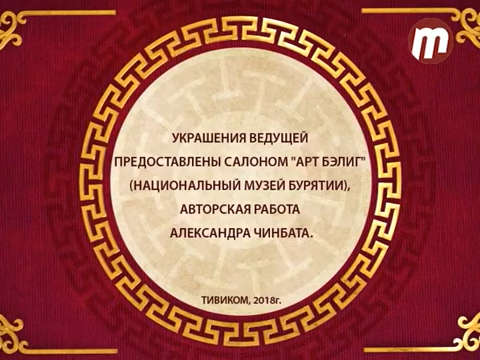 m
УКРАШЕНИЯ ВЕДУЩЕЙ
ПРЕДОСТАВЛЕНЫ САЛОНОМ "АРТ БЭЛИГ"
(НАЦИОНАЛЬНЫЙ МУЗЕЙ БУРЯТИИ),
АВТОРСКАЯ РАБОТА
АЛЕКСАНДРА ЧИНБАТА.
ТИВИКОМ, 2018г.